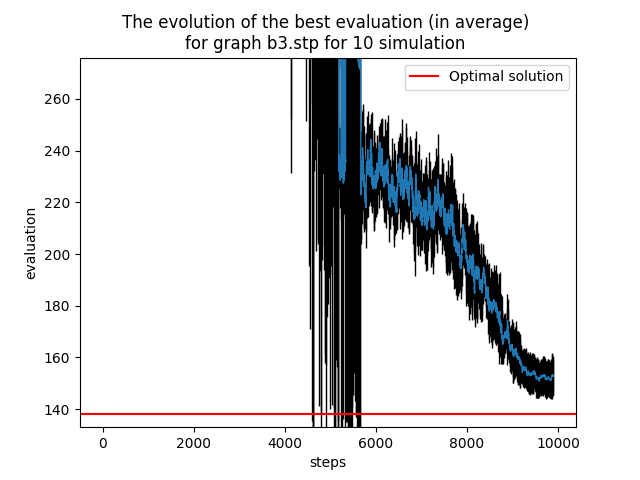 The evolution of the best evaluation (in average)
for graph b3.stp for 10 simulation
Optimal solution
260
240
220
200
180
160
140
evaluation
0 2000 4000 6000 8000 10000
steps